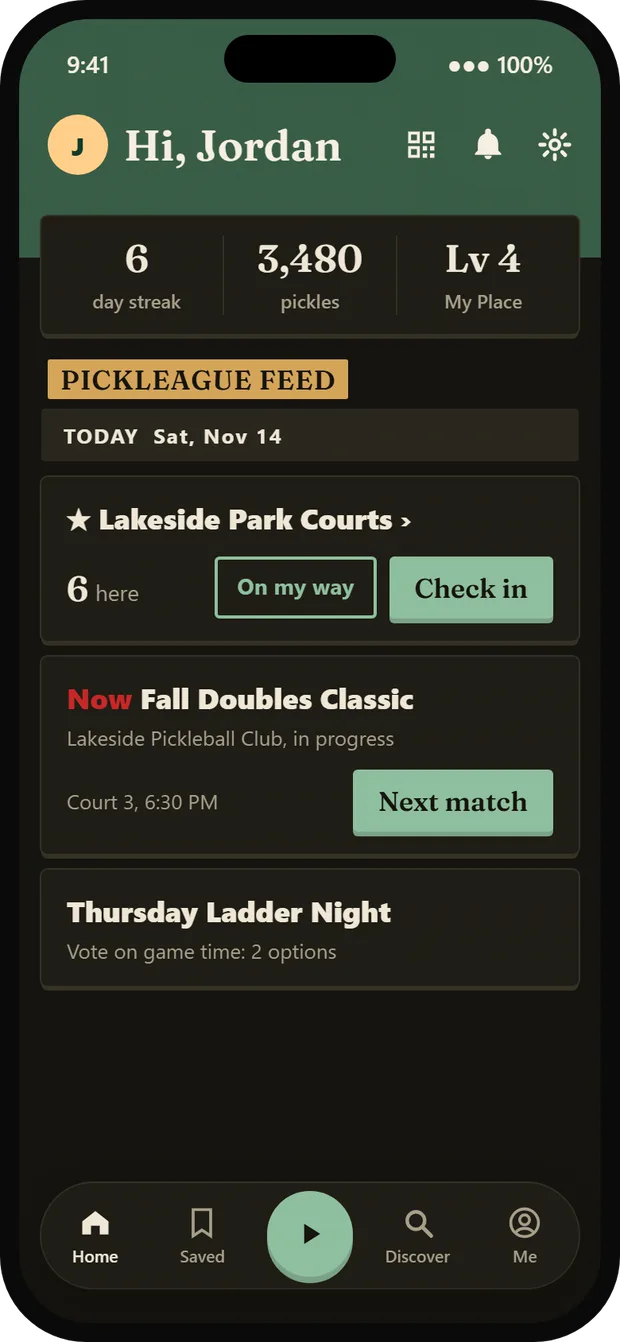 9:41 ●●● 100%
J Hi, Jordan
6 3,480 Lv 4
day streak pickles My Place
PICKLEAGUE FEED
TODAY Sat, Nov 14
★ Lakeside Park Courts ›
6 here On my way Check in
Now Fall Doubles Classic
Lakeside Pickleball Club, in progress
Court 3, 6:30 PM Next match
Thursday Ladder Night
Vote on game time: 2 options
Home Saved Discover Me